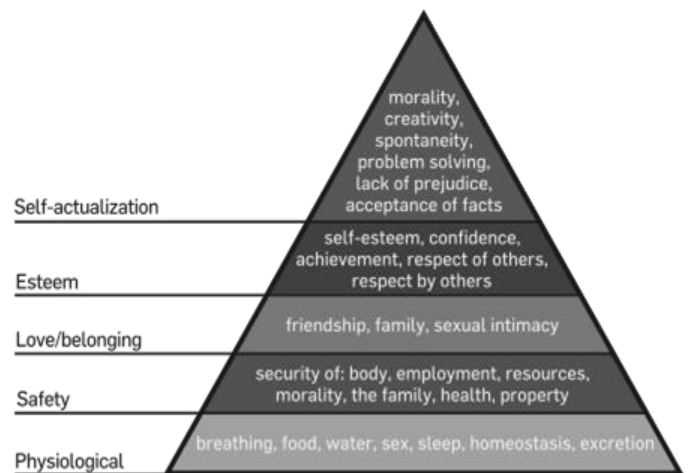 morality,
creativity,
spontaneity,
problem solving,
lack of prejudice,
acceptance of facts
Self-actualization
self-esteem, confidence,
achievement, respect of others,
respect by others
Esteem
friendship, family, sexual intimacy
Love/belonging
security of: body, employment, resources,
morality, the family, health, property
Safety
breathing, food, water, sex, sleep, homeostasis, excretion
Physiological